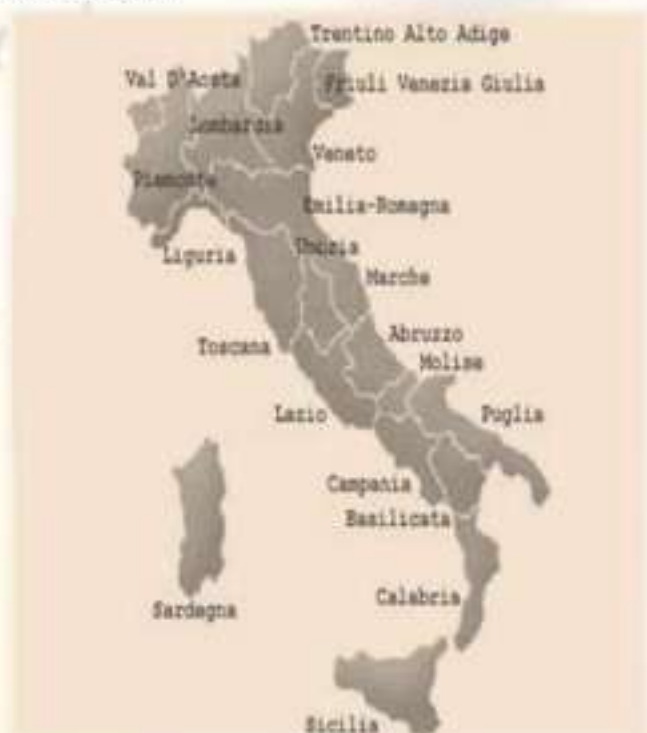 Trentino Alto Adige
Val D'Aosta
Friuli Venezia Giulia
Lombardia
Veneto
Piemonte
Emilia-Romagna
Umbria
Liguria
Marche
Abruzzo
Toscana
Molise
Lazio
Puglia
Campania
Basilicata
Calabria
Sardegna
Sicilia